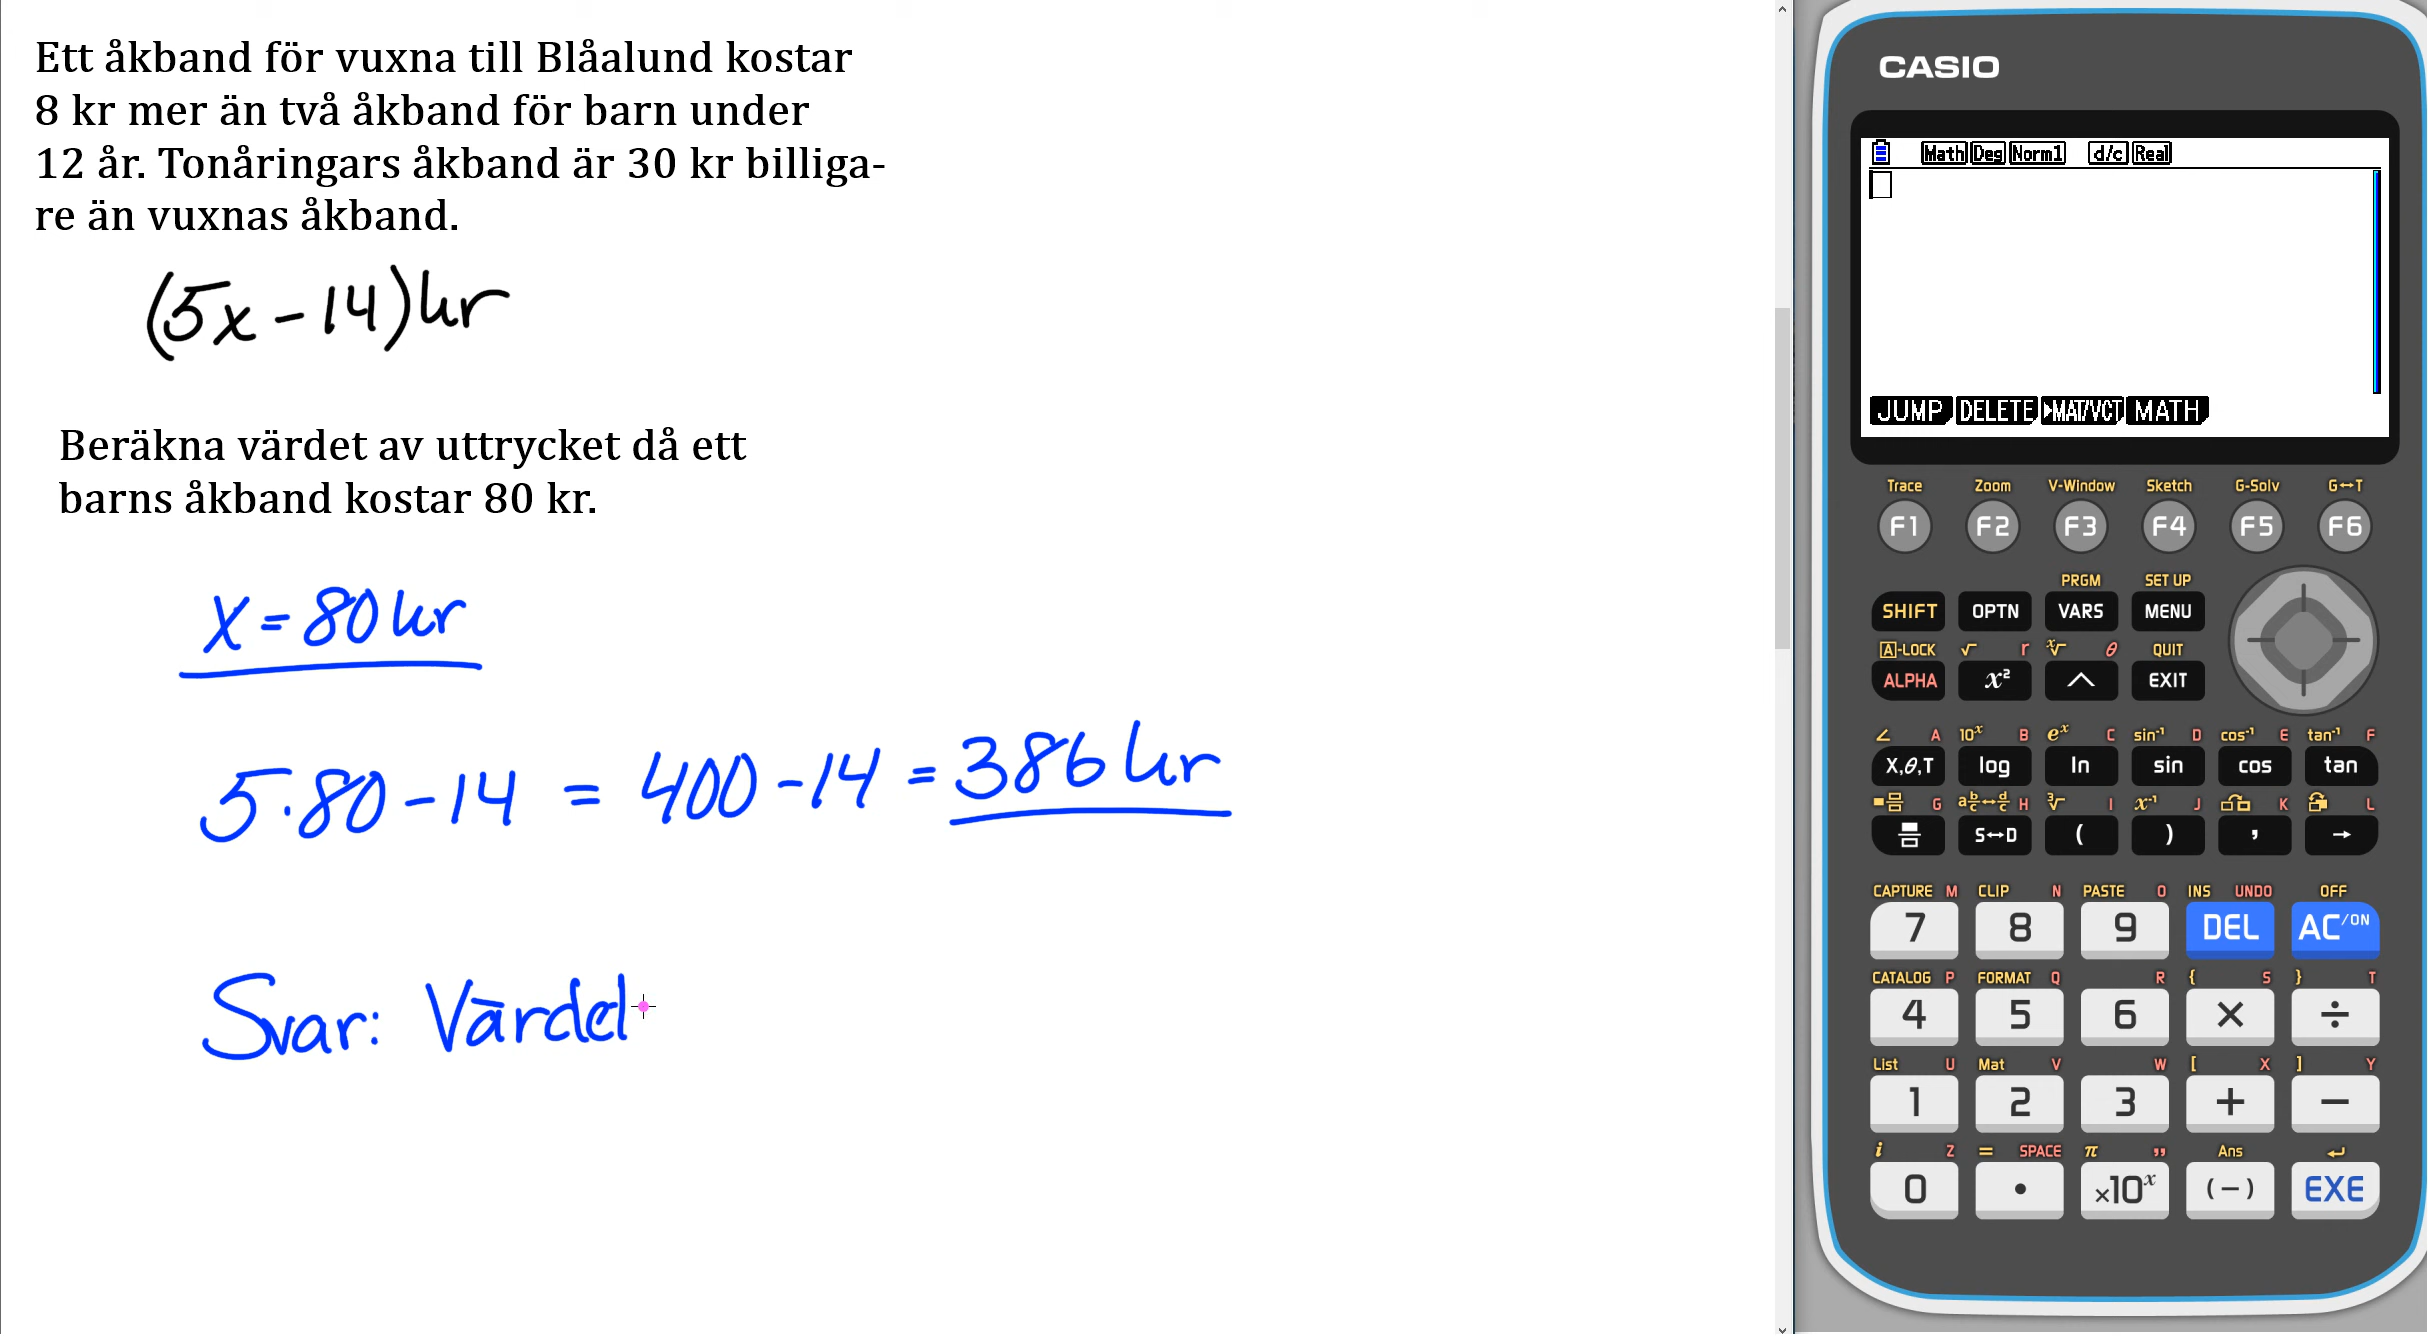 Ett åkband för vuxna till Blåalund kostar
8 kr mer än två åkband för barn under
12 år. Tonåringars åkband är 30 kr billiga-
re än vuxnas åkband.
(5x-14)kr
Beräkna värdet av uttrycket då ett
barns åkband kostar 80 kr.
x=80kr
5·80-14 = 400-14 = 386 kr
Svar: Värdel
CASIO
Math Deg Norm1 d/c Real
JUMP DELETE ▸MAT/VCT MATH
Trace Zoom V-Window Sketch G-Solv G↔T
F1 F2 F3 F4 F5 F6
PRGM SET UP
SHIFT OPTN VARS MENU
A-LOCK √ r ˣ√ θ QUIT
ALPHA x² ^ EXIT
∠ A 10ˣ B eˣ C sin⁻¹ D cos⁻¹ E tan⁻¹ F
X,θ,T log ln sin cos tan
G a b/c↔d/c H ³√ I x⁻¹ J K L
S↔D ( ) , →
CAPTURE M CLIP N PASTE O INS UNDO OFF
7 8 9 DEL AC/ON
CATALOG P FORMAT Q R { S } T
4 5 6 × ÷
List U Mat V W [ X ] Y
1 2 3 + −
i Z = SPACE π " Ans ↵
0 • ×10ˣ (−) EXE